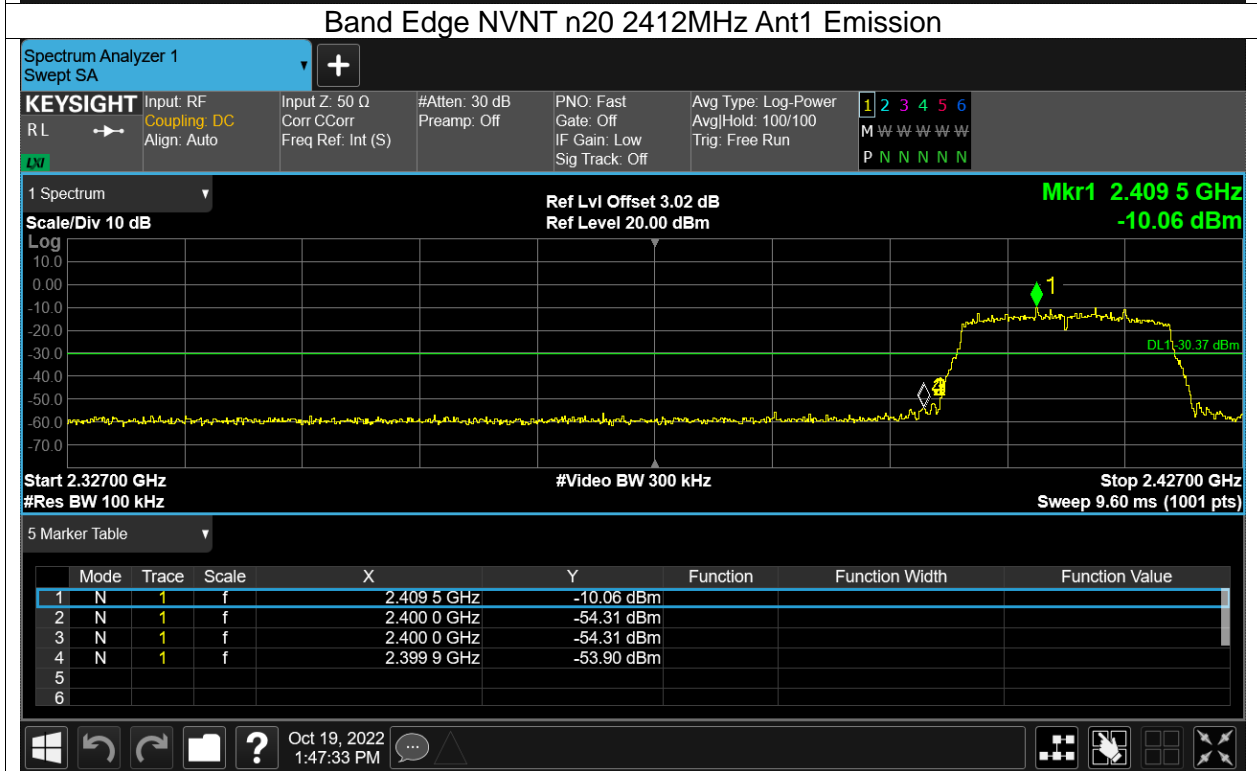 Band Edge NVNT n20 2412MHz Ant1 Emission
Spectrum Analyzer 1
Swept SA
+
KEYSIGHT
RL
LXI
Input: RF
Coupling: DC
Align: Auto
Input Z: 50 Ω
Corr CCorr
Freq Ref: Int (S)
#Atten: 30 dB
Preamp: Off
PNO: Fast
Gate: Off
IF Gain: Low
Sig Track: Off
Avg Type: Log-Power
Avg|Hold: 100/100
Trig: Free Run
1 2 3 4 5 6
M W W W W W
P N N N N N
1 Spectrum
Scale/Div 10 dB
Ref Lvl Offset 3.02 dB
Ref Level 20.00 dBm
Mkr1 2.409 5 GHz
-10.06 dBm
Log
10.0
0.00
-10.0
-20.0
-30.0
-40.0
-50.0
-60.0
-70.0
1
DL1 -30.37 dBm
Start 2.32700 GHz
#Res BW 100 kHz
#Video BW 300 kHz
Stop 2.42700 GHz
Sweep 9.60 ms (1001 pts)
5 Marker Table
Mode Trace Scale X Y Function Function Width Function Value
1 N 1 f 2.409 5 GHz -10.06 dBm
2 N 1 f 2.400 0 GHz -54.31 dBm
3 N 1 f 2.400 0 GHz -54.31 dBm
4 N 1 f 2.399 9 GHz -53.90 dBm
5
6
?
Oct 19, 2022
1:47:33 PM